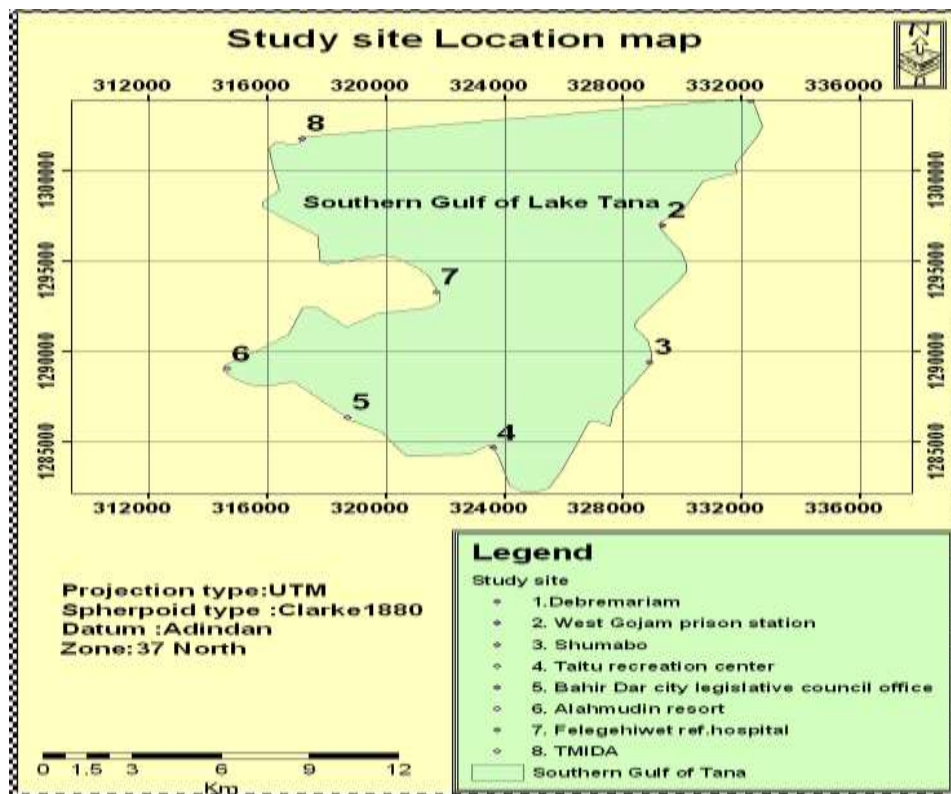 Study site Location map
N
312000 316000 320000 324000 328000 332000 336000
8
1300000 1300000
Southern Gulf of Lake Tana
2
1295000 1295000
7
3
1290000 1290000
6
5
4
1285000 1285000
312000 316000 320000 324000 328000 332000 336000
Projection type:UTM
Spherpoid type :Clarke1880
Datum :Adindan
Zone:37 North
0 1.5 3 6 9 12
Km
Legend
Study site
1.Debremariam
2. West Gojam prison station
3. Shumabo
4. Taitu recreation center
5. Bahir Dar city legislative council office
6. Alahmudin resort
7. Felegehiwet ref.hospital
8. TMIDA
Southern Gulf of Tana